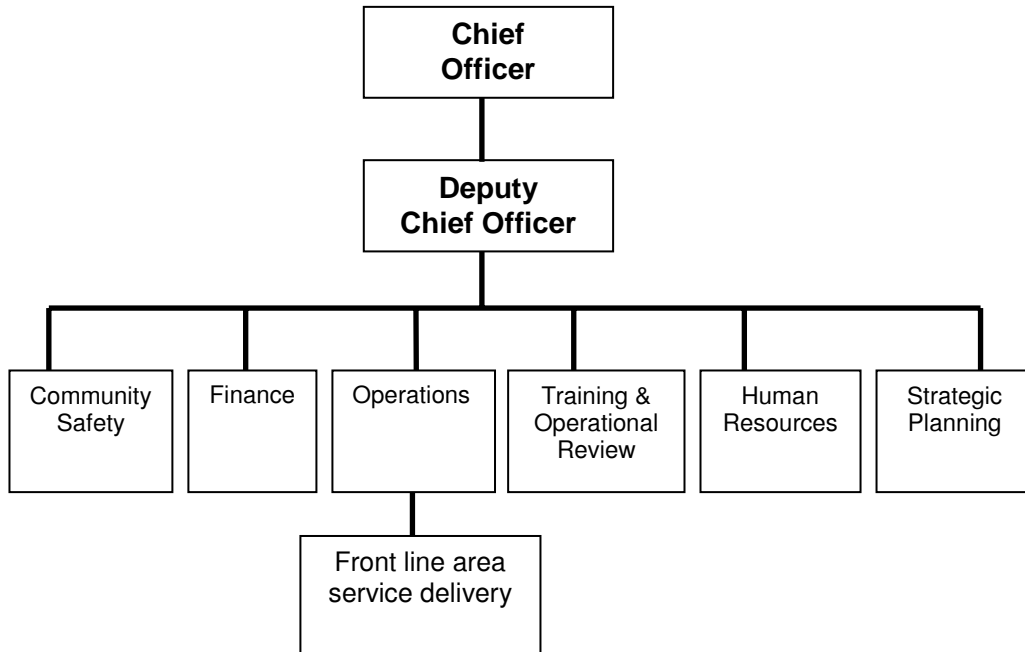 Chief
Officer
Deputy
Chief Officer
Community
Safety
Finance
Operations
Training &
Operational
Review
Human
Resources
Strategic
Planning
Front line area
service delivery